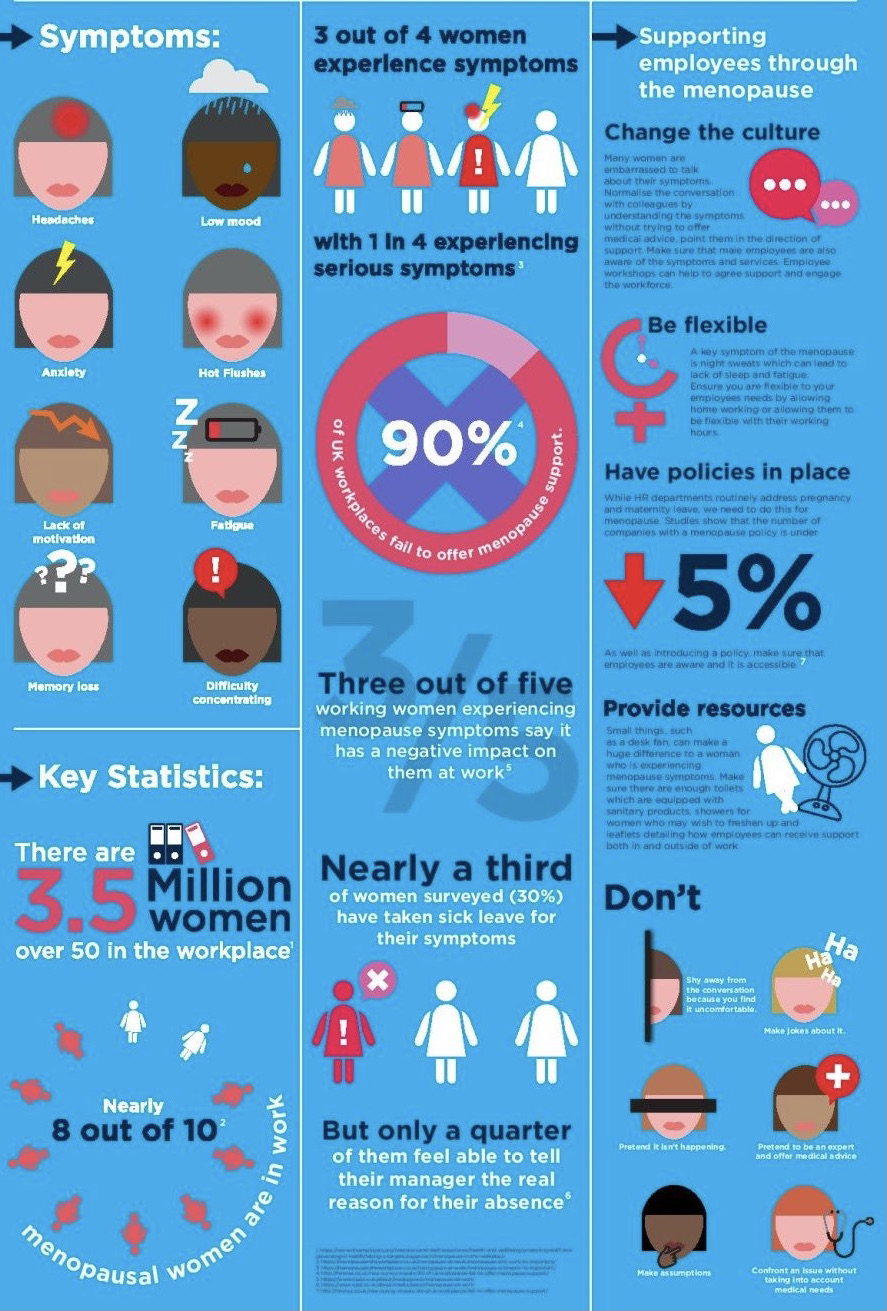 Symptoms:
Headaches
Low mood
Anxiety
Hot Flushes
Lack of
motivation
Z
Z
z
Fatigue
???
Memory loss
!
Difficulty
concentrating
Key Statistics:
There are
3.5 Million
women
over 50 in the workplace1
Nearly
8 out of 102
menopausal women are in work
3 out of 4 women
experience symptoms
!
with 1 in 4 experiencing
serious symptoms3
90%4
of UK workplaces fail to offer menopause support.
3/5
Three out of five
working women experiencing
menopause symptoms say it
has a negative impact on
them at work5
Nearly a third
of women surveyed (30%)
have taken sick leave for
their symptoms
!
But only a quarter
of them feel able to tell
their manager the real
reason for their absence6
Supporting
employees through
the menopause
Change the culture
Many women are
embarrassed to talk
about their symptoms.
Normalise the conversation
with colleagues by
understanding the symptoms
without trying to offer
medical advice, point them in the direction of
support. Make sure that male employees are also
aware of the symptoms and services. Employee
workshops can help to agree support and engage
the workforce.
Be flexible
A key symptom of the menopause
is night sweats which can lead to
lack of sleep and fatigue.
Ensure you are flexible to your
employees needs by allowing
home working or allowing them to
be flexible with their working
hours.
Have policies in place
While HR departments routinely address pregnancy
and maternity leave, we need to do this for
menopause. Studies show that the number of
companies with a menopause policy is under
5%
As well as introducing a policy, make sure that
employees are aware and it is accessible.7
Provide resources
Small things, such
as a desk fan, can make a
huge difference to a woman
who is experiencing
menopause symptoms. Make
sure there are enough toilets
which are equipped with
sanitary products, showers for
women who may wish to freshen up and
leaflets detailing how employees can receive support
both in and outside of work.
Don't
Shy away from
the conversation
because you find
it uncomfortable.
Ha
Ha
Ha
Make jokes about it.
Pretend it isn't happening.
Pretend to be an expert
and offer medical advice
Make assumptions
Confront an issue without
taking into account
medical needs